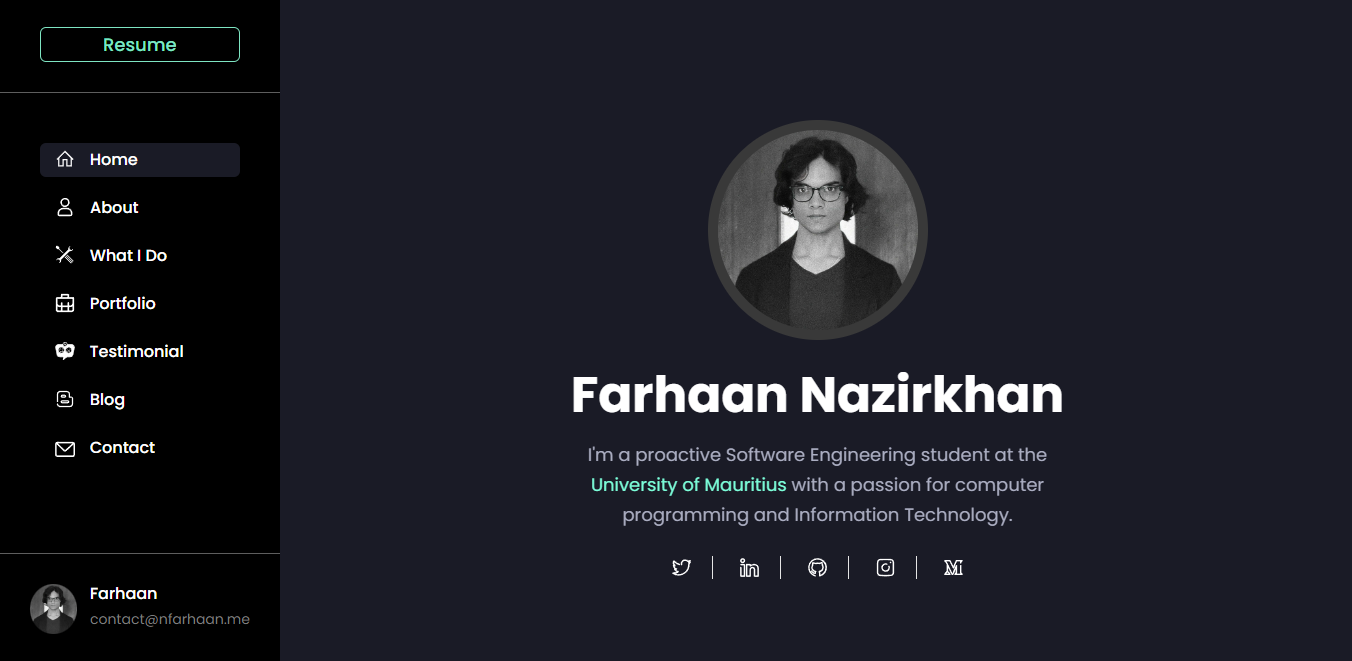 Resume
Home
About
What I Do
Portfolio
Testimonial
Blog
Contact
Farhaan
contact@nfarhaan.me
Farhaan Nazirkhan
I'm a proactive Software Engineering student at the
University of Mauritius with a passion for computer
programming and Information Technology.